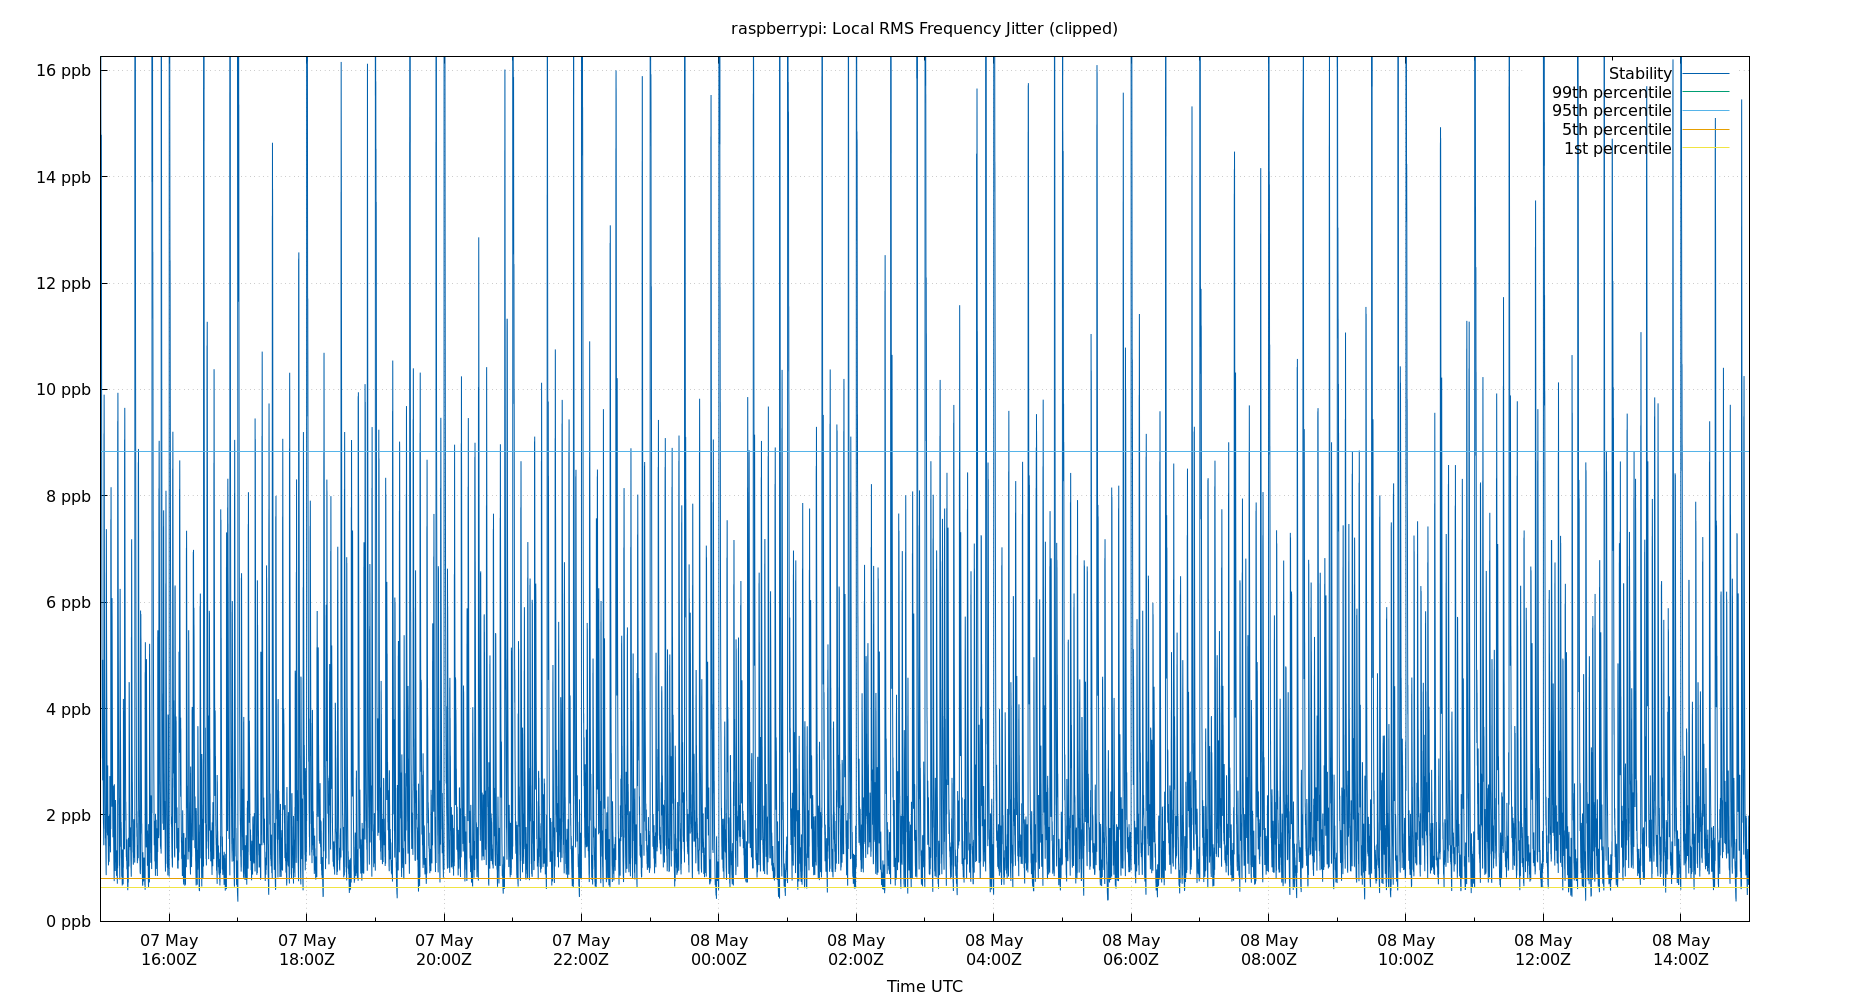 raspberrypi: Local RMS Frequency Jitter (clipped)
16 ppb
14 ppb
12 ppb
10 ppb
8 ppb
6 ppb
4 ppb
2 ppb
0 ppb
Stability
99th percentile
95th percentile
5th percentile
1st percentile
07 May 07 May 07 May 07 May 08 May 08 May 08 May 08 May 08 May 08 May 08 May 08 May
16:00Z 18:00Z 20:00Z 22:00Z 00:00Z 02:00Z 04:00Z 06:00Z 08:00Z 10:00Z 12:00Z 14:00Z
Time UTC